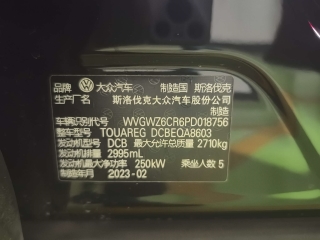 品牌 大众汽车 制造国 斯洛伐克
生产厂名 斯洛伐克大众汽车股份公司
制造
车辆识别代号 WVGWZ6CR6PD018756
整车型号 TOUAREG DCBEQA8603
发动机型号 DCB 最大允许总质量 2710kg
发动机排量 2995mL
发动机最大净功率 250kW 乘坐人数 5
制造年月 2023-02